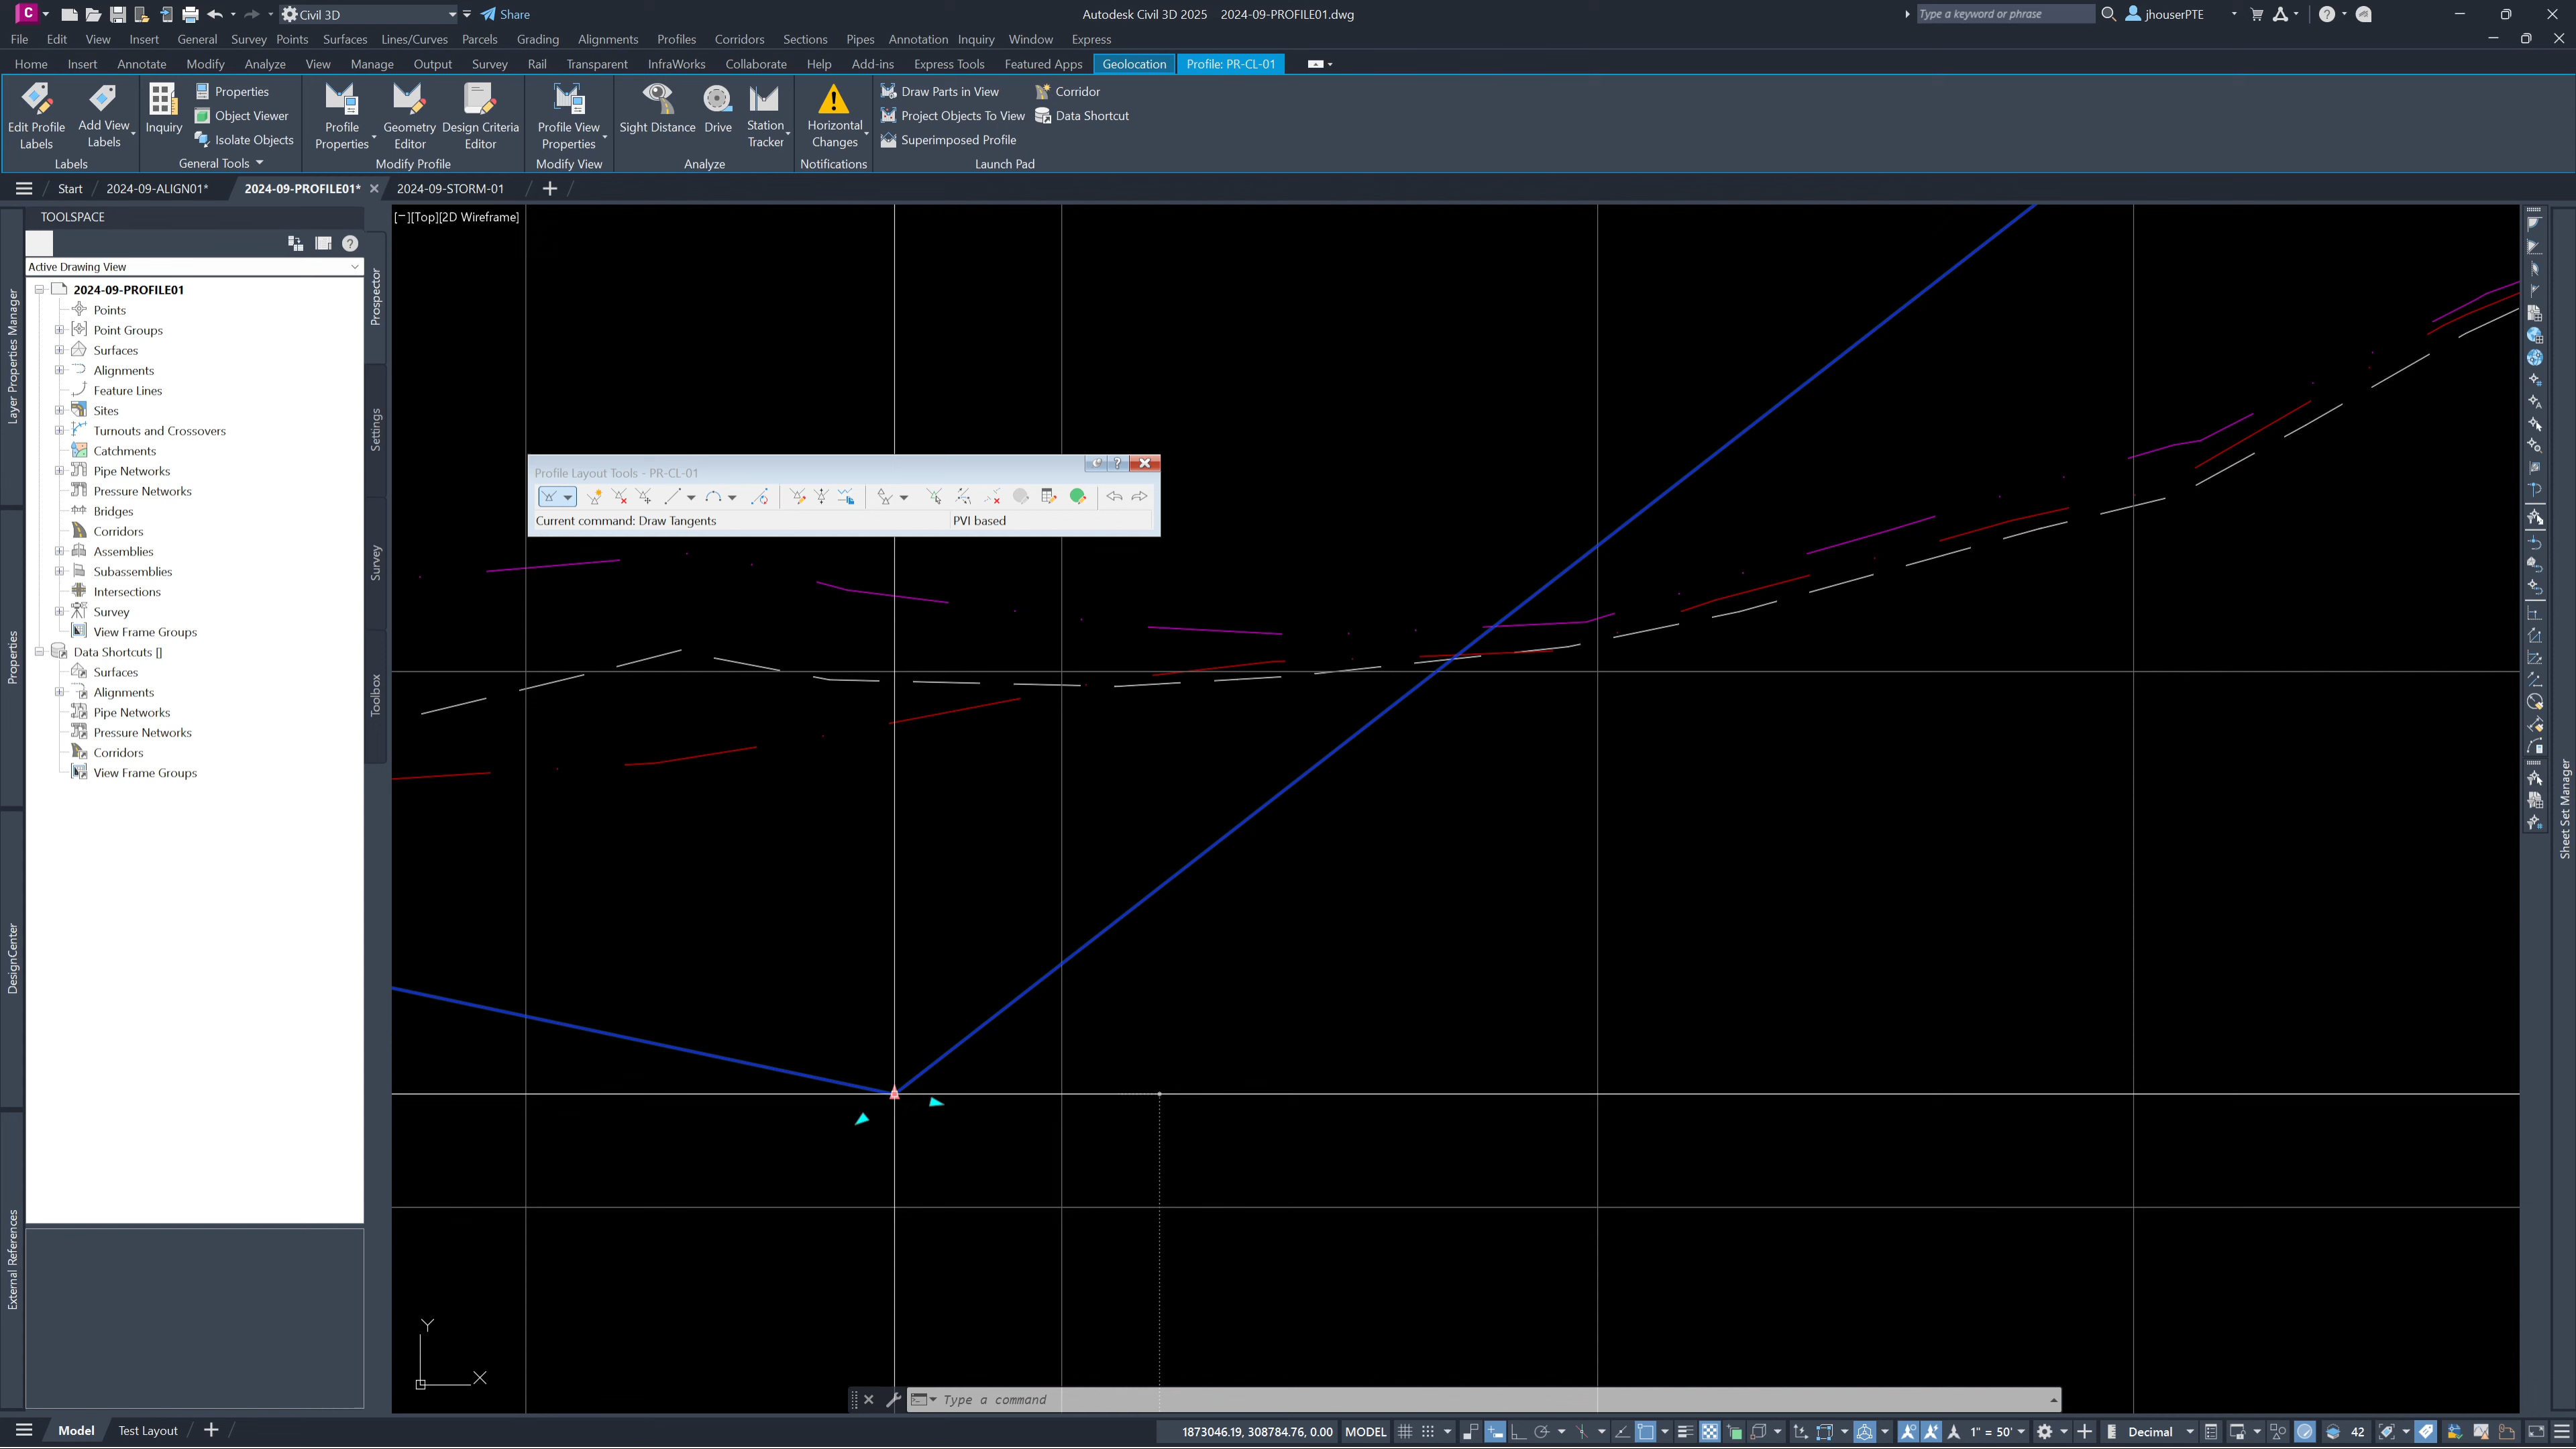 C Civil 3D Share Autodesk Civil 3D 2025 2024-09-PROFILE01.dwg Type a keyword or phrase jhouserPTE
File Edit View Insert General Survey Points Surfaces Lines/Curves Parcels Grading Alignments Profiles Corridors Sections Pipes Annotation Inquiry Window Express
Home Insert Annotate Modify Analyze View Manage Output Survey Rail Transparent InfraWorks Collaborate Help Add-ins Express Tools Featured Apps Geolocation Profile: PR-CL-01
Properties Draw Parts in View Corridor
Object Viewer Project Objects To View Data Shortcut
Edit Profile Add View Inquiry Profile Geometry Design Criteria Profile View Sight Distance Drive Station Horizontal
Labels Labels Isolate Objects Properties Editor Editor Properties Tracker Changes Superimposed Profile
Labels General Tools Modify Profile Modify View Analyze Notifications Launch Pad
Start 2024-09-ALIGN01* 2024-09-PROFILE01* 2024-09-STORM-01
TOOLSPACE
[−][Top][2D Wireframe]
Active Drawing View
2024-09-PROFILE01
Points
Point Groups
Surfaces
Alignments
Feature Lines
Sites
Turnouts and Crossovers
Catchments
Pipe Networks
Pressure Networks
Bridges
Corridors
Assemblies
Subassemblies
Intersections
Survey
View Frame Groups
Data Shortcuts []
Surfaces
Alignments
Pipe Networks
Pressure Networks
Corridors
View Frame Groups
Layer Properties Manager
Properties
DesignCenter
External References
Prospector
Settings
Survey
Toolbox
Profile Layout Tools - PR-CL-01
Current command: Draw Tangents PVI based
Sheet Set Manager
Y
X
Type a command
Model Test Layout 1873046.19, 308784.76, 0.00 MODEL 1" = 50' Decimal 42